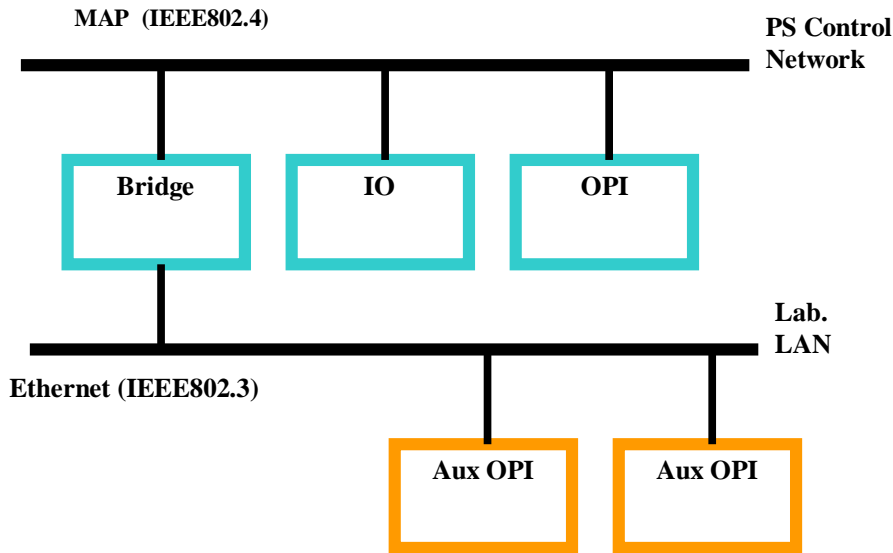 MAP (IEEE802.4)
PS Control
Network
Bridge
IO
OPI
Lab.
LAN
Ethernet (IEEE802.3)
Aux OPI
Aux OPI